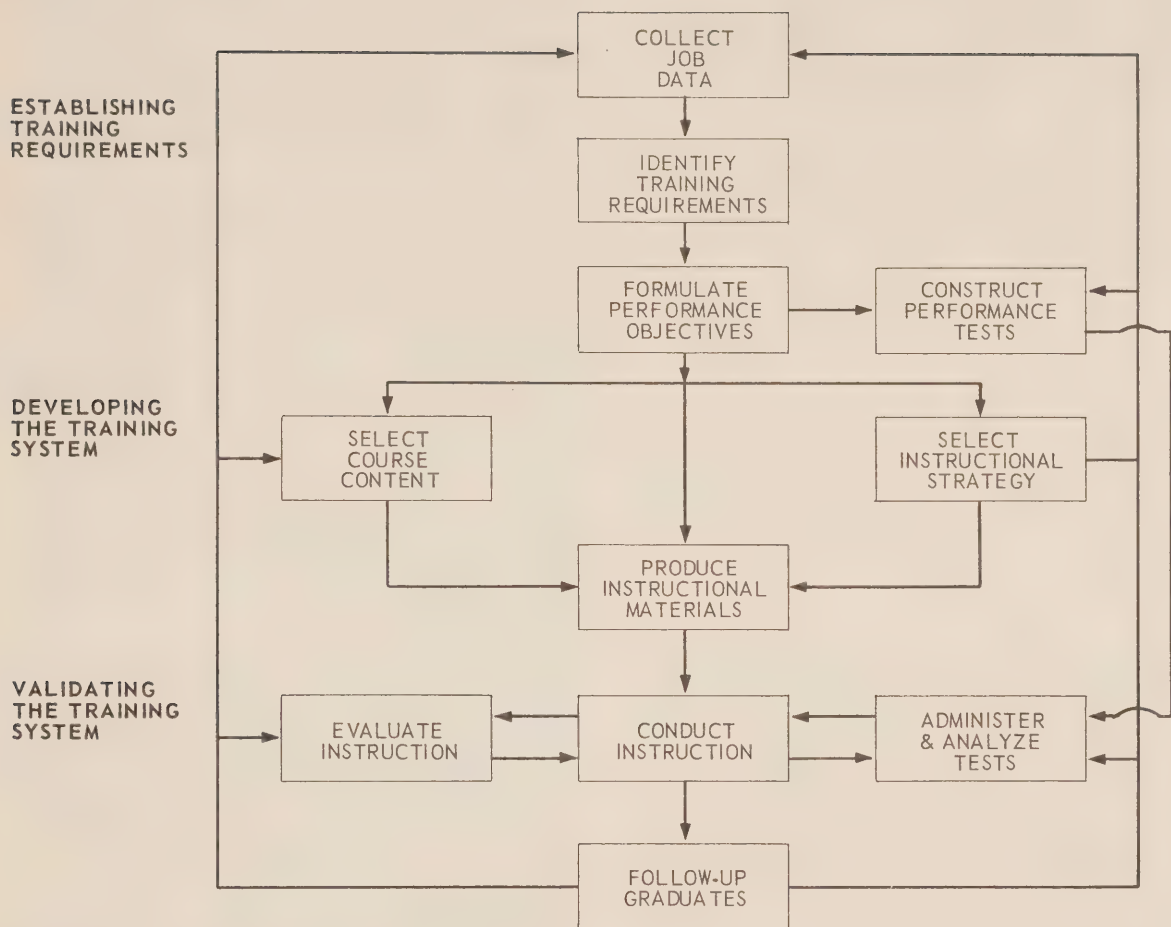 COLLECT
JOB
DATA
ESTABLISHING
TRAINING
REQUIREMENTS
IDENTIFY
TRAINING
REQUIREMENTS
FORMULATE
PERFORMANCE
OBJECTIVES
CONSTRUCT
PERFORMANCE
TESTS
DEVELOPING
THE TRAINING
SYSTEM
SELECT
COURSE
CONTENT
SELECT
INSTRUCTIONAL
STRATEGY
PRODUCE
INSTRUCTIONAL
MATERIALS
VALIDATING
THE TRAINING
SYSTEM
EVALUATE
INSTRUCTION
CONDUCT
INSTRUCTION
ADMINISTER
& ANALYZE
TESTS
FOLLOW-UP
GRADUATES